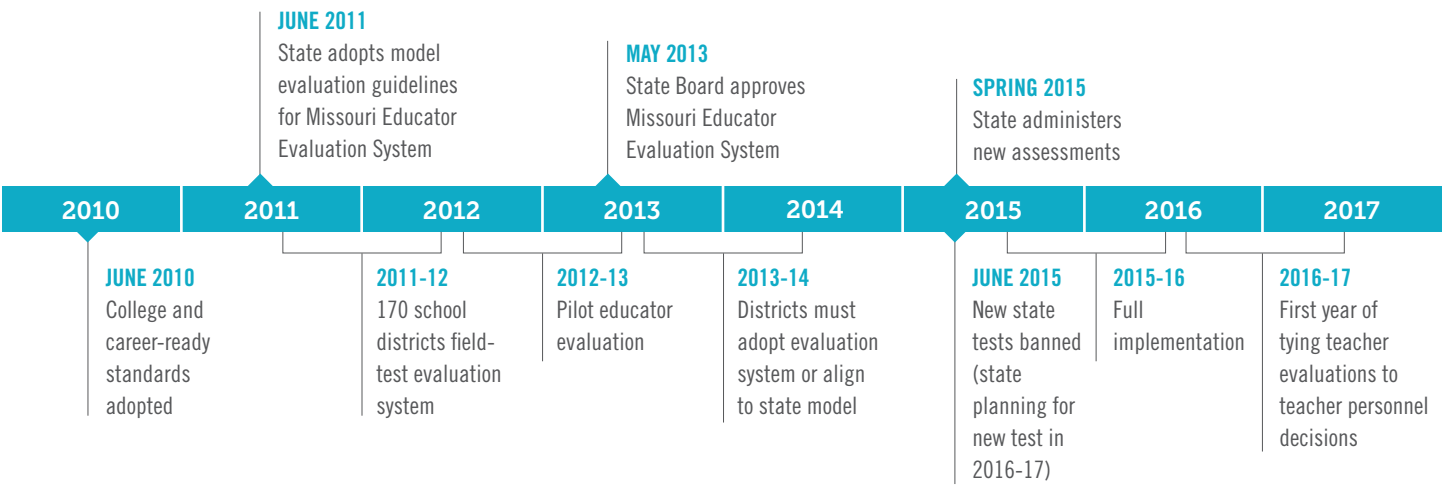 JUNE 2011
State adopts model
evaluation guidelines
for Missouri Educator
Evaluation System
MAY 2013
State Board approves
Missouri Educator
Evaluation System
SPRING 2015
State administers
new assessments
2010
2011
2012
2013
2014
2015
2016
2017
JUNE 2010
College and
career-ready
standards
adopted
2011-12
170 school
districts field-
test evaluation
system
2012-13
Pilot educator
evaluation
2013-14
Districts must
adopt evaluation
system or align
to state model
JUNE 2015
New state
tests banned
(state
planning for
new test in
2016-17)
2015-16
Full
implementation
2016-17
First year of
tying teacher
evaluations to
teacher personnel
decisions